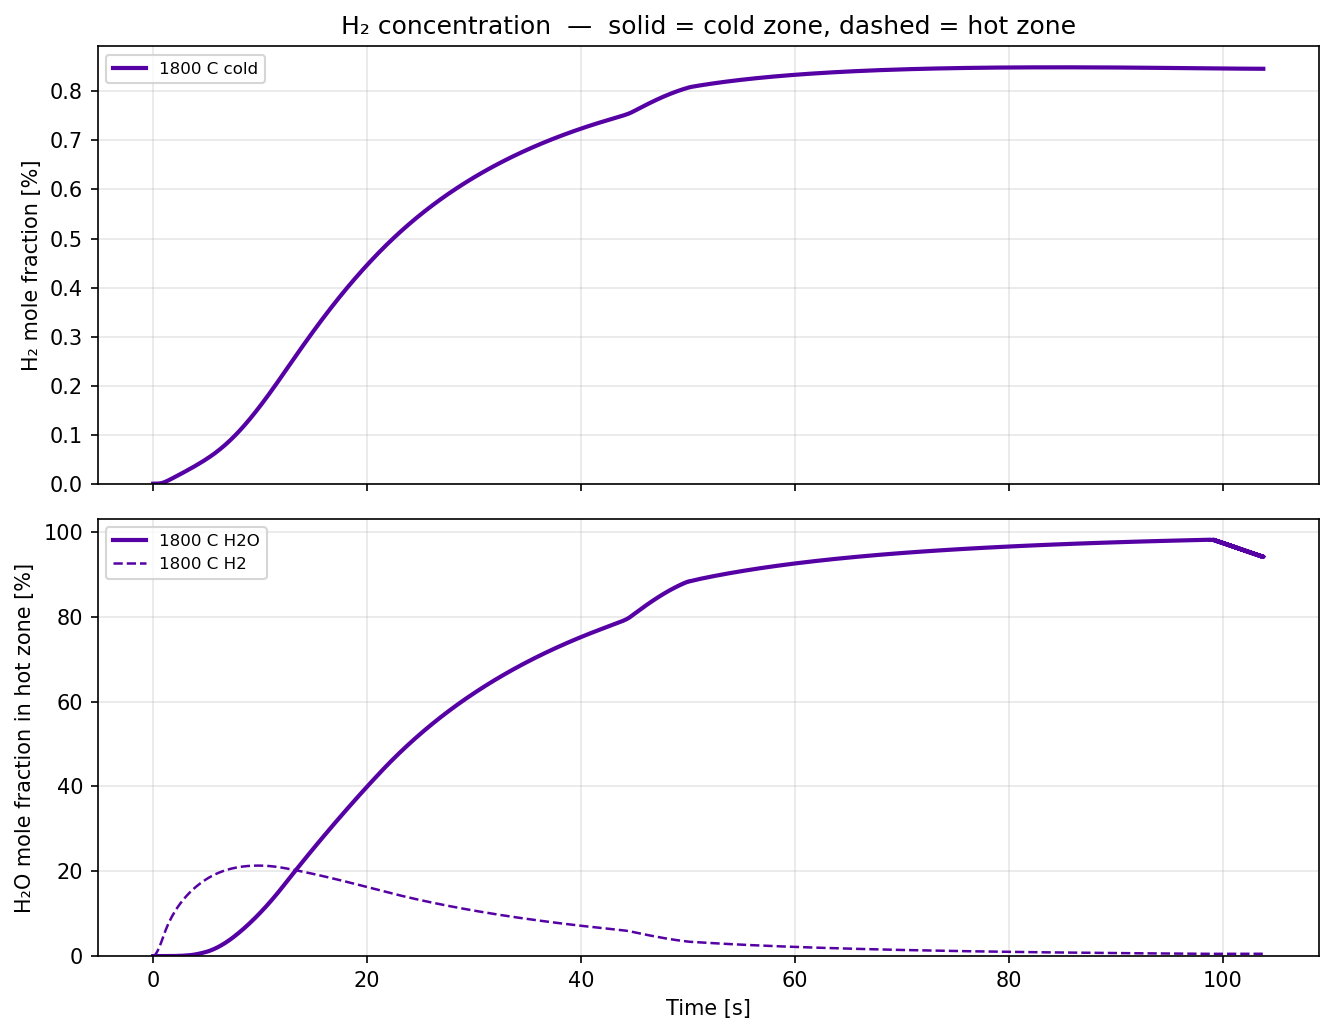 H₂ concentration — solid = cold zone, dashed = hot zone
1800 C cold
H₂ mole fraction [%]
0.8
0.7
0.6
0.5
0.4
0.3
0.2
0.1
0.0
1800 C H2O
1800 C H2
H₂O mole fraction in hot zone [%]
100
80
60
40
20
0
0 20 40 60 80 100
Time [s]